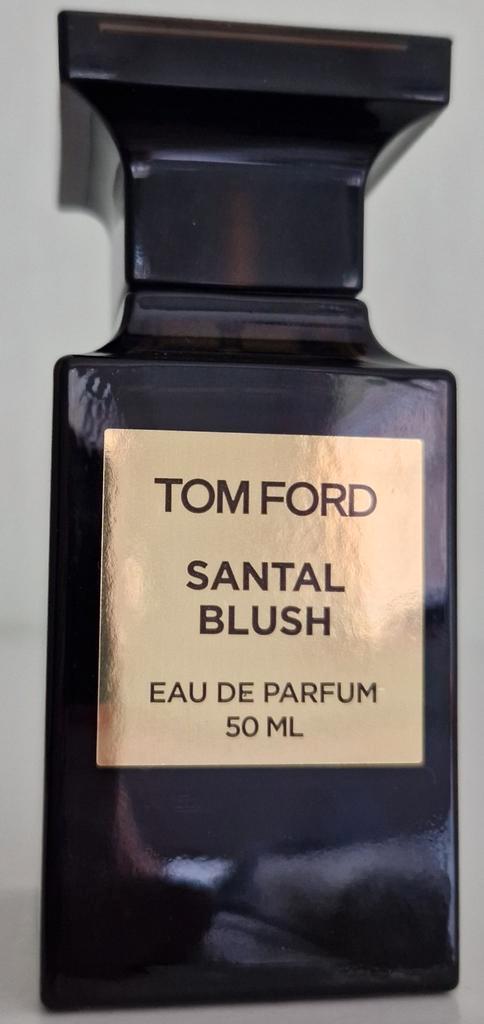 TOM FORD
SANTAL
BLUSH
EAU DE PARFUM
50 ML